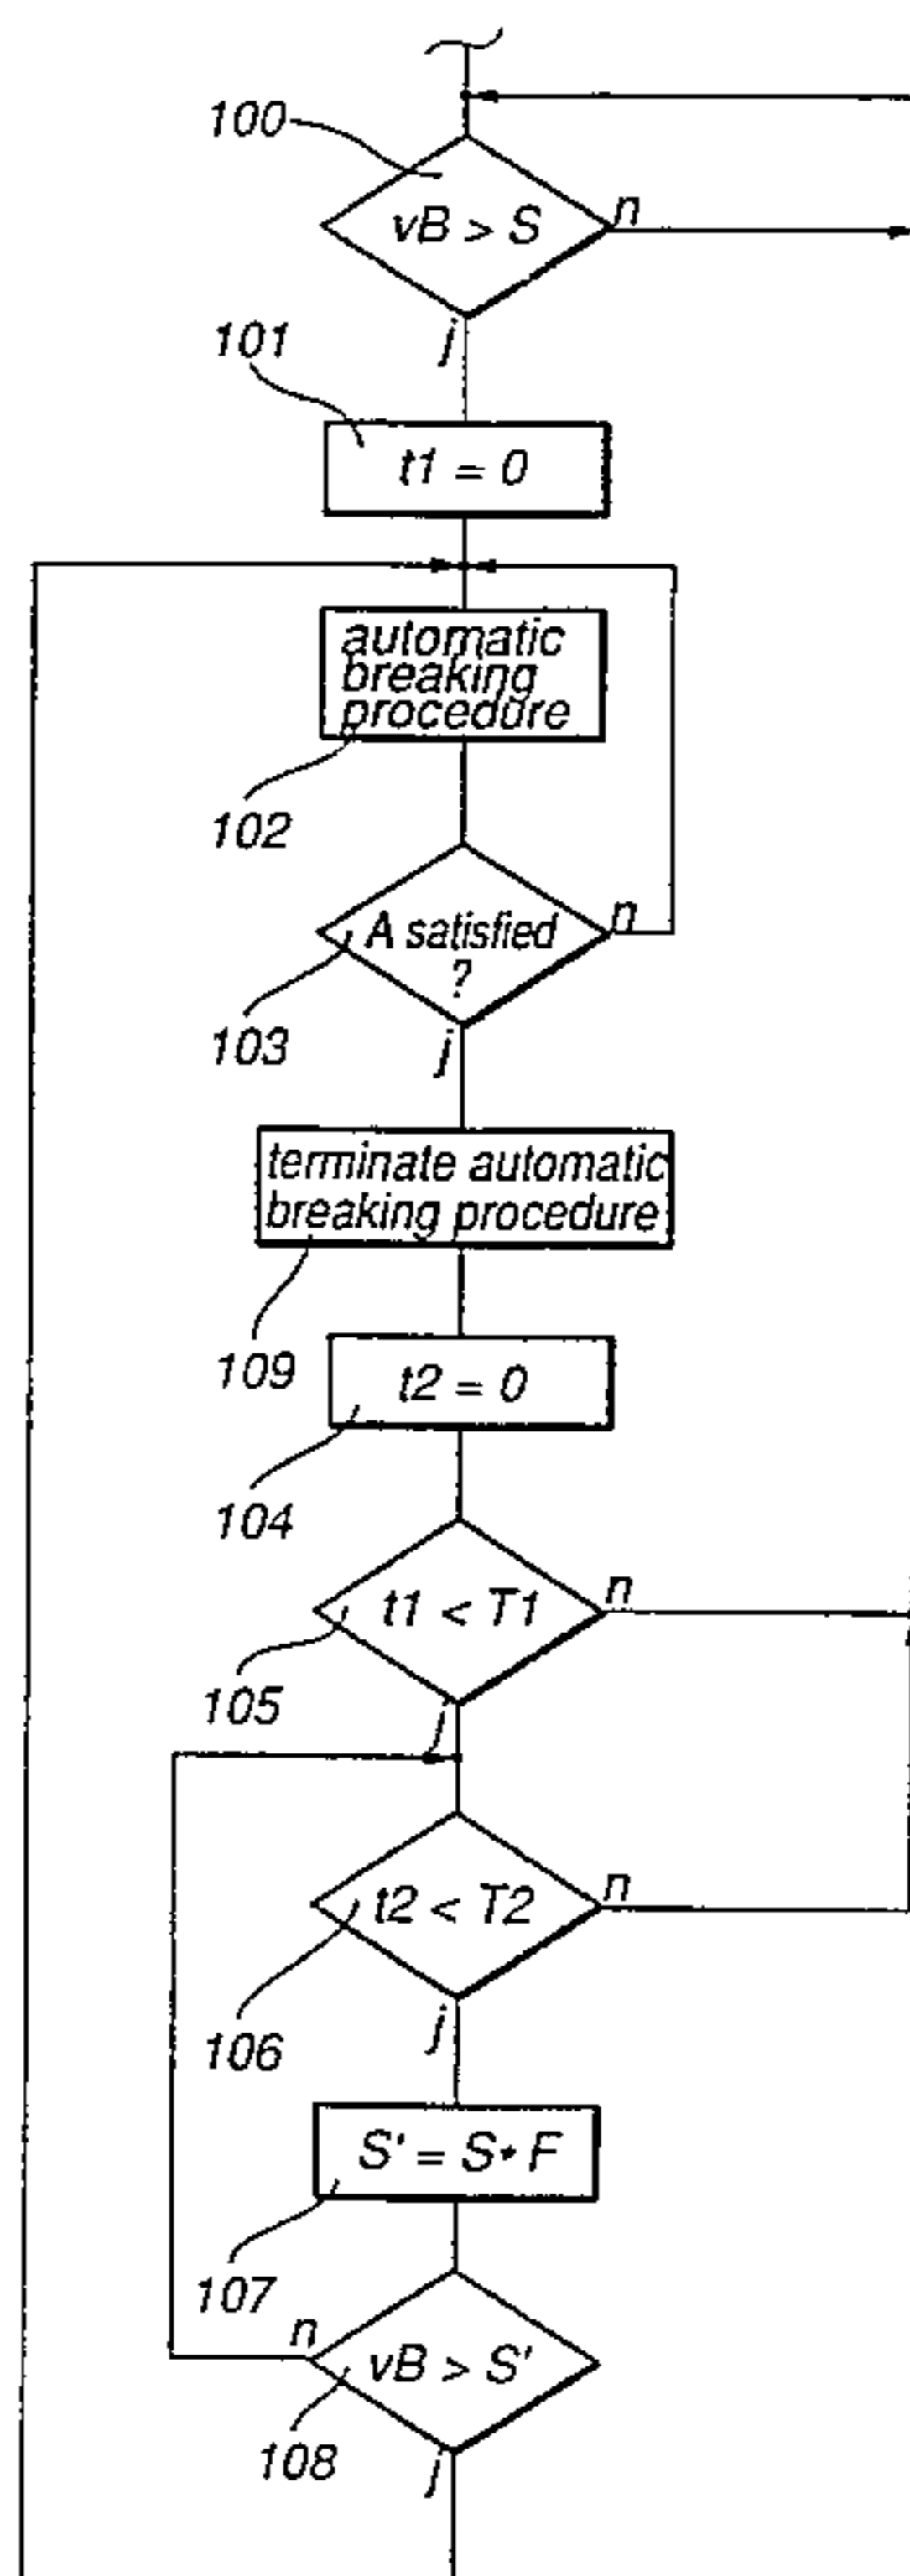 100
vB > S
n
j
101
t1 = 0
automatic
breaking
procedure
102
A satisfied
?
n
103
j
terminate automatic
breaking procedure
109
t2 = 0
104
t1 < T1
n
105
j
t2 < T2
n
106
j
S' = S * F
107
n
vB > S'
108
j